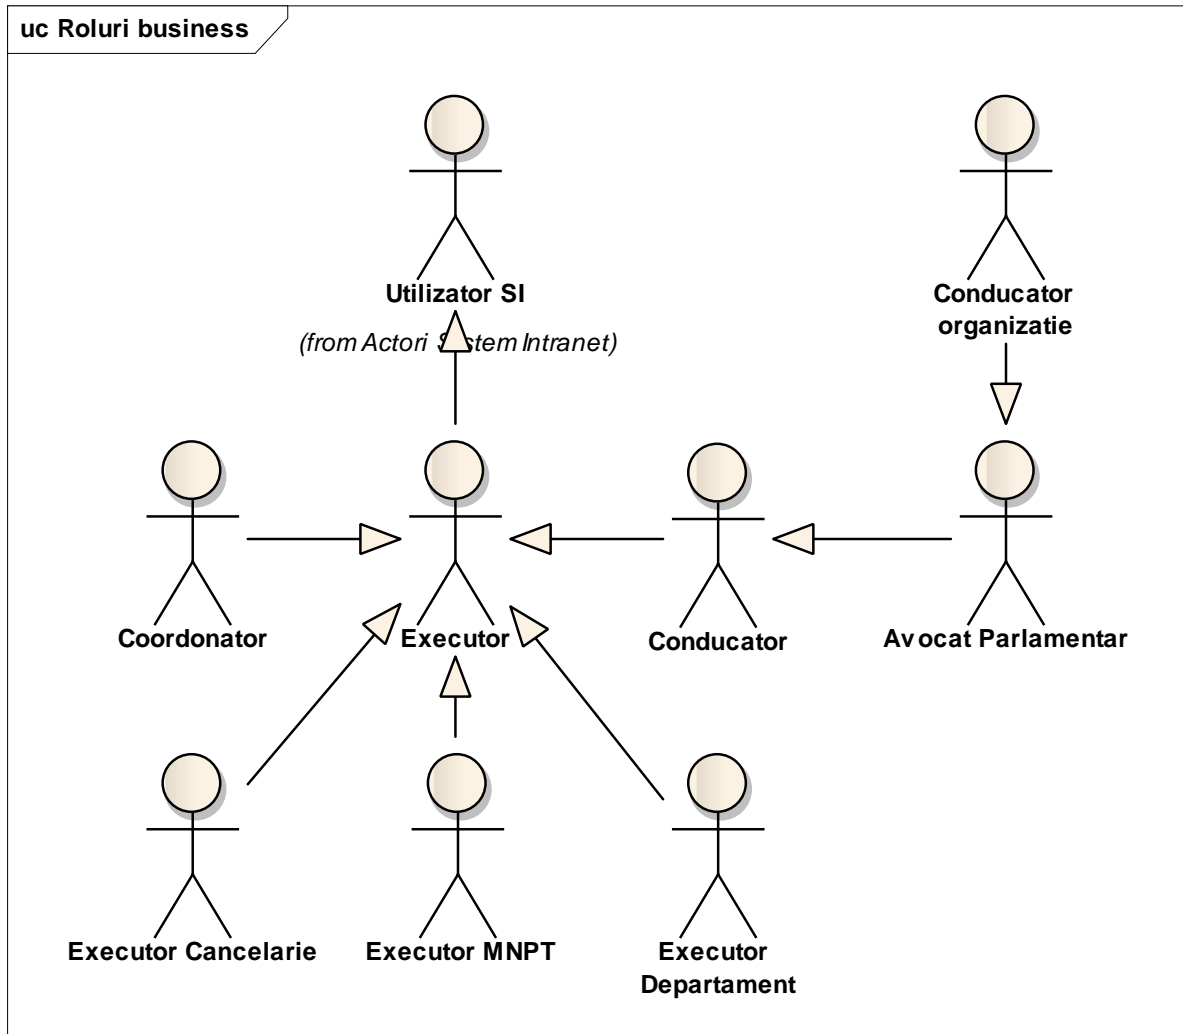 uc Roluri business
Utilizator SI
(from Actori Sistem Intranet)
Conducator
organizatie
Coordonator
Executor
Conducator
Avocat Parlamentar
Executor Cancelarie
Executor MNPT
Executor
Departament